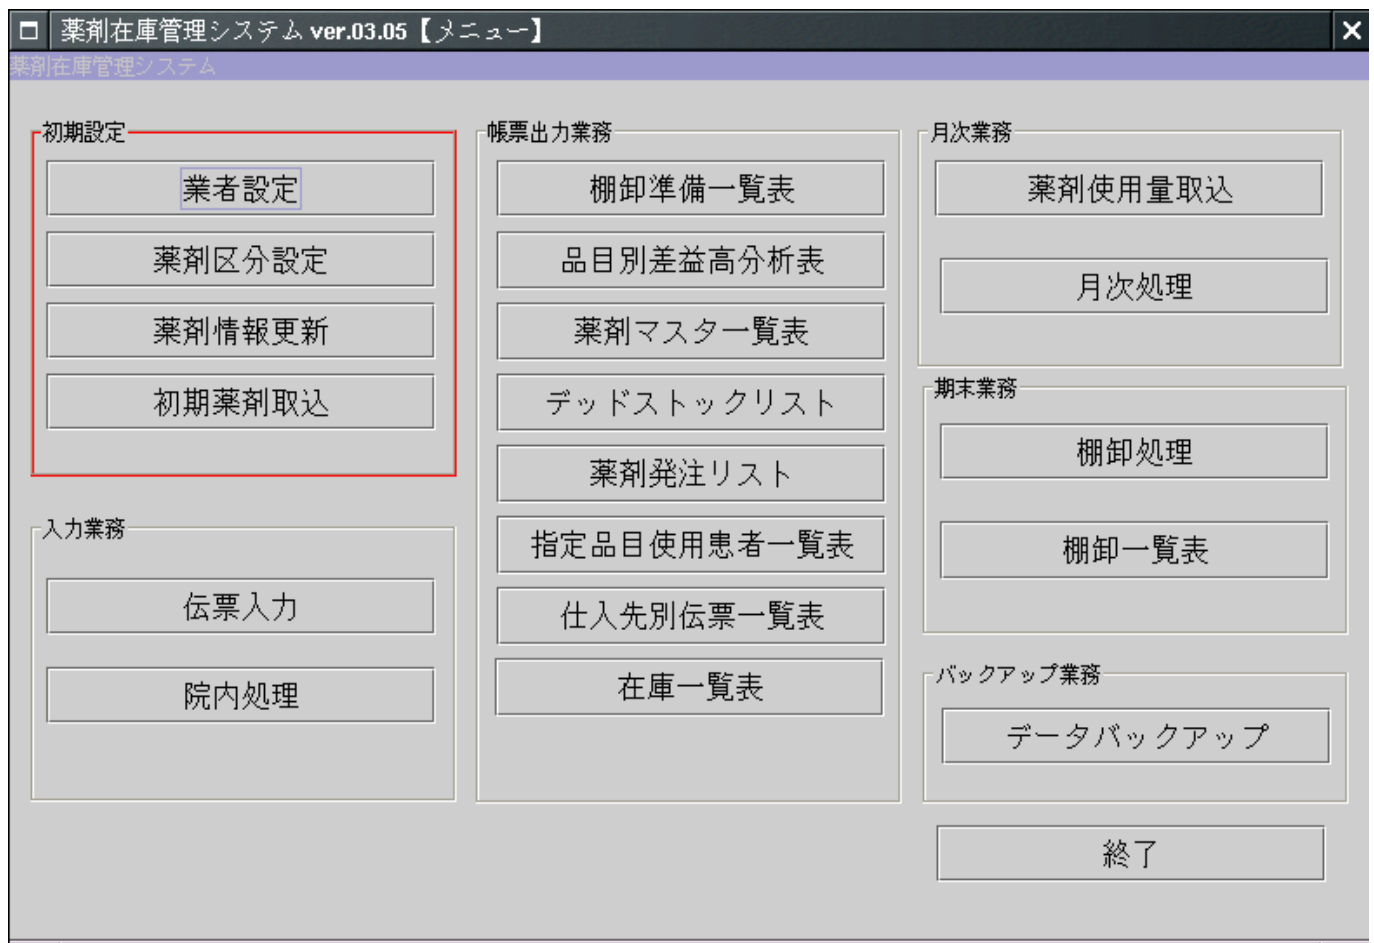 薬剤在庫管理システム ver.03.05【メニュー】
薬剤在庫管理システム
初期設定
業者設定
薬剤区分設定
薬剤情報更新
初期薬剤取込
入力業務
伝票入力
院内処理
帳票出力業務
棚卸準備一覧表
品目別差益高分析表
薬剤マスタ一覧表
デッドストックリスト
薬剤発注リスト
指定品目使用患者一覧表
仕入先別伝票一覧表
在庫一覧表
月次業務
薬剤使用量取込
月次処理
期末業務
棚卸処理
棚卸一覧表
バックアップ業務
データバックアップ
終了